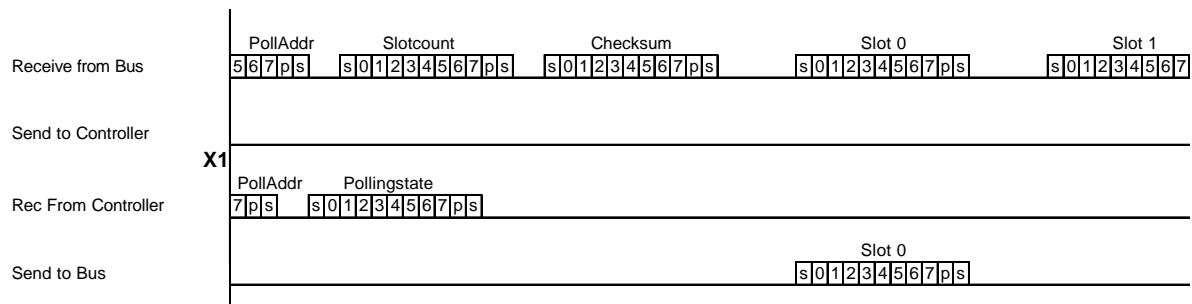 PollAddr Slotcount Checksum Slot 0 Slot 1
Receive from Bus 5 6 7 p s s 0 1 2 3 4 5 6 7 p s s 0 1 2 3 4 5 6 7 p s s 0 1 2 3 4 5 6 7 p s s 0 1 2 3 4 5 6 7
Send to Controller
X1
PollAddr Pollingstate
Rec From Controller 7 p s s 0 1 2 3 4 5 6 7 p s
Slot 0
Send to Bus s 0 1 2 3 4 5 6 7 p s